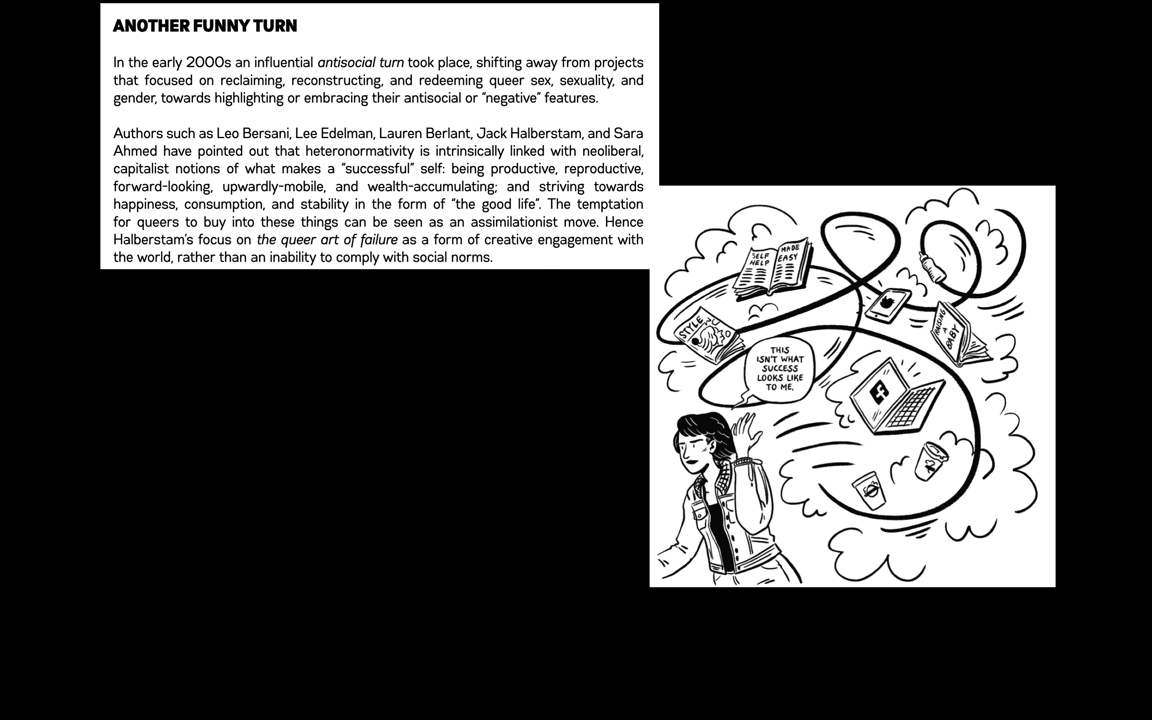 ANOTHER FUNNY TURN
In the early 2000s an influential antisocial turn took place, shifting away from projects
that focused on reclaiming, reconstructing, and redeeming queer sex, sexuality, and
gender, towards highlighting or embracing their antisocial or “negative” features.
Authors such as Leo Bersani, Lee Edelman, Lauren Berlant, Jack Halberstam, and Sara
Ahmed have pointed out that heteronormativity is intrinsically linked with neoliberal,
capitalist notions of what makes a “successful” self: being productive, reproductive,
forward-looking, upwardly-mobile, and wealth-accumulating; and striving towards
happiness, consumption, and stability in the form of “the good life”. The temptation
for queers to buy into these things can be seen as an assimilationist move. Hence
Halberstam’s focus on the queer art of failure as a form of creative engagement with
the world, rather than an inability to comply with social norms.
SELF
HELP
MADE
EASY
STYLE
RAISING
A
BABY
THIS
ISN'T WHAT
SUCCESS
LOOKS LIKE
TO ME.
f